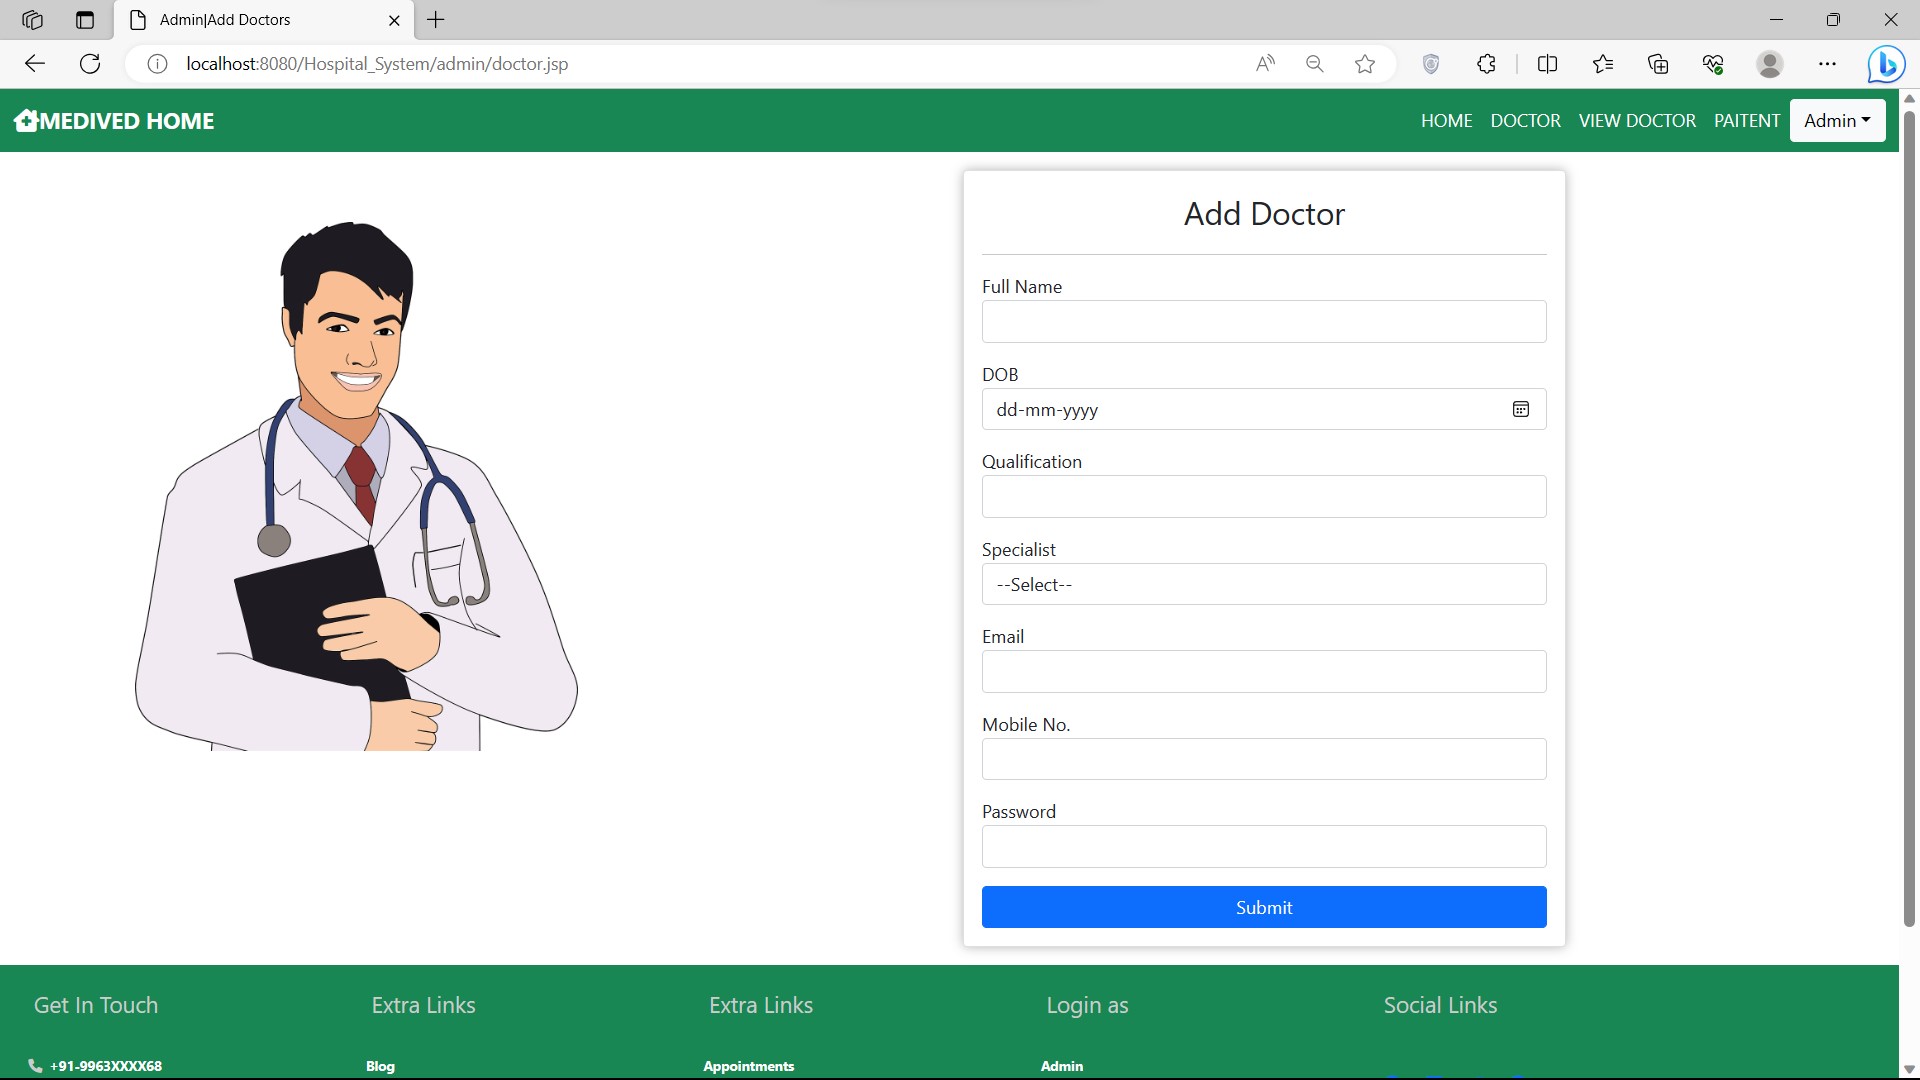 Admin|Add Doctors
localhost:8080/Hospital_System/admin/doctor.jsp
MEDIVED HOME
HOME DOCTOR VIEW DOCTOR PAITENT Admin
Add Doctor
Full Name
DOB
dd-mm-yyyy
Qualification
Specialist
--Select--
Email
Mobile No.
Password
Submit
Get In Touch Extra Links Extra Links Login as Social Links
+91-9963XXXX68 Blog Appointments Admin